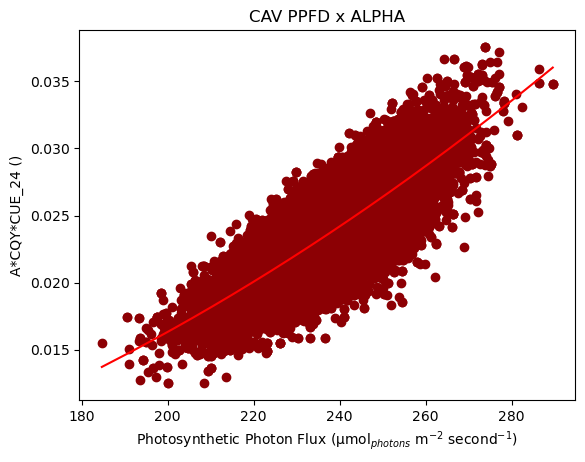 CAV PPFD x ALPHA
A*CQY*CUE_24 ()
0.035
0.030
0.025
0.020
0.015
180 200 220 240 260 280
Photosynthetic Photon Flux (μmol_photons m⁻² second⁻¹)